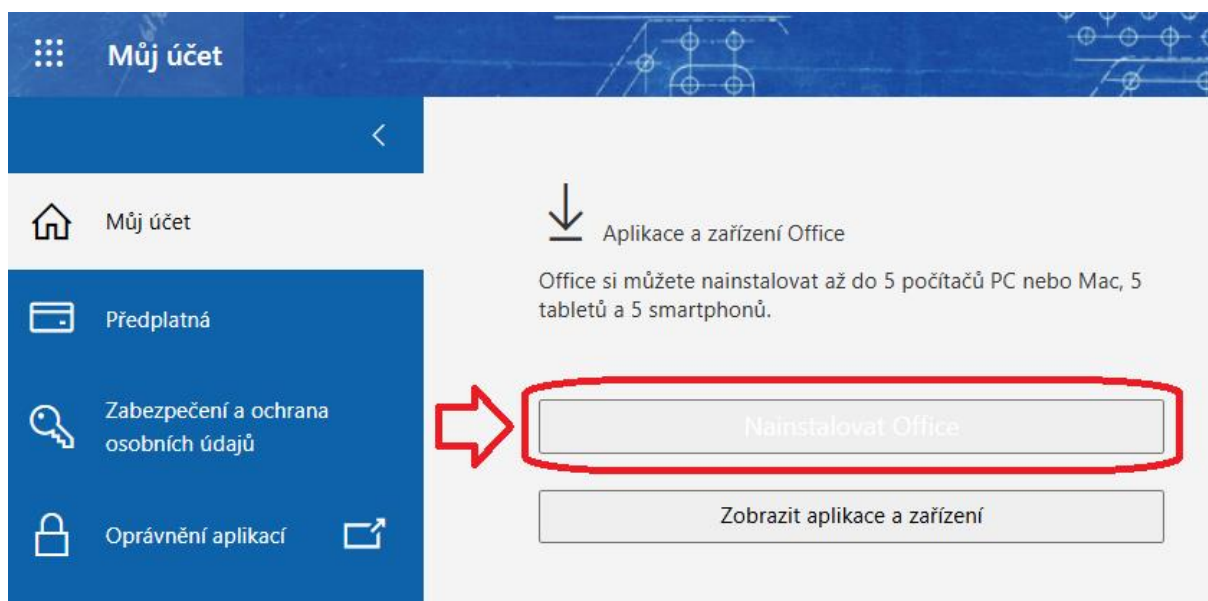 Můj účet
Můj účet
Předplatná
Zabezpečení a ochrana
osobních údajů
Oprávnění aplikací
Aplikace a zařízení Office
Office si můžete nainstalovat až do 5 počítačů PC nebo Mac, 5
tabletů a 5 smartphonů.
Nainstalovat Office
Zobrazit aplikace a zařízení